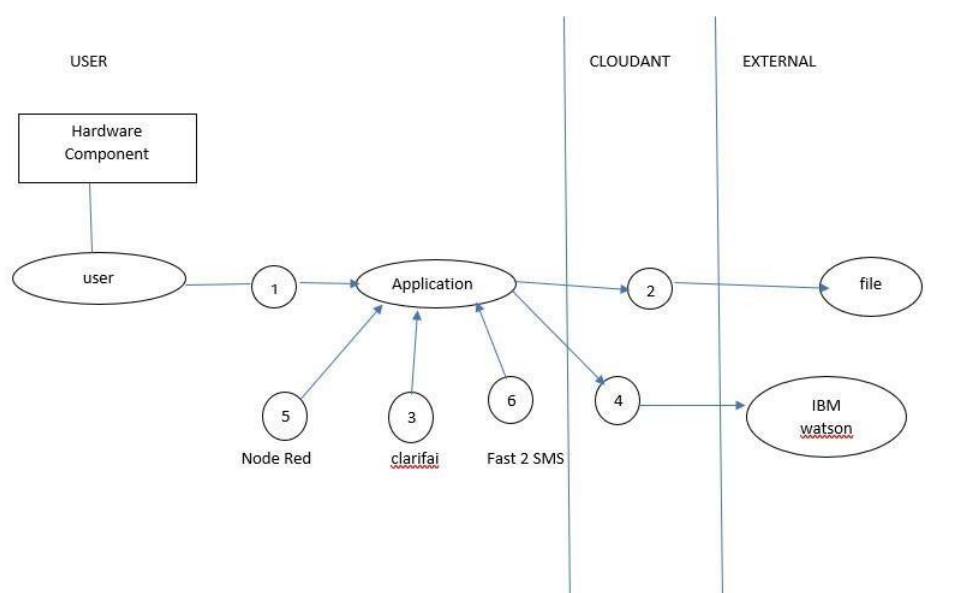 USER
CLOUDANT
EXTERNAL
Hardware
Component
user
1
Application
2
file
5
3
6
4
IBM
watson
Node Red
clarifai
Fast 2 SMS